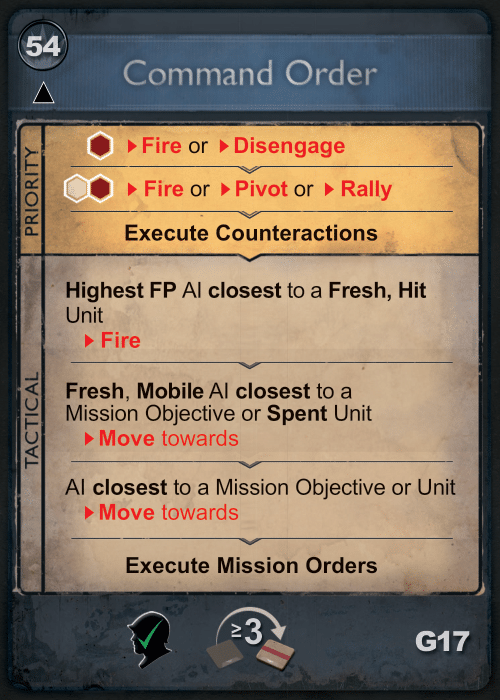 54
Command Order
PRIORITY
Fire or Disengage
Fire or Pivot or Rally
Execute Counteractions
TACTICAL
Highest FP AI closest to a Fresh, Hit
Unit
Fire
Fresh, Mobile AI closest to a
Mission Objective or Spent Unit
Move towards
AI closest to a Mission Objective or Unit
Move towards
Execute Mission Orders
≥3
G17